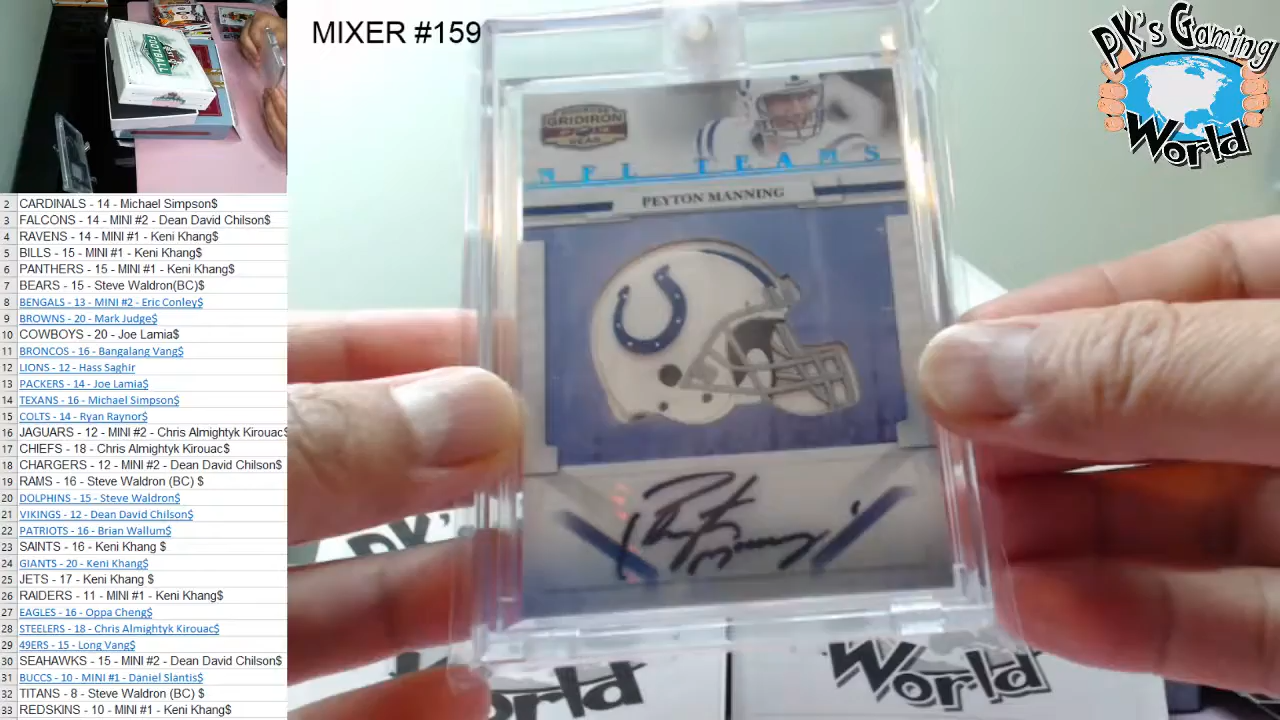 MIXER #159
PK's Gaming
World
FOOTBALL
GRIDIRON
GEAR
NFL TEAMS
PEYTON MANNING
Peyton Manning
PK's
World
World
2 CARDINALS - 14 - Michael Simpson$
3 FALCONS - 14 - MINI #2 - Dean David Chilson$
4 RAVENS - 14 - MINI #1 - Keni Khang$
5 BILLS - 15 - MINI #1 - Keni Khang$
6 PANTHERS - 15 - MINI #1 - Keni Khang$
7 BEARS - 15 - Steve Waldron(BC)$
8 BENGALS - 13 - MINI #2 - Eric Conley$
9 BROWNS - 20 - Mark Judge$
10 COWBOYS - 20 - Joe Lamia$
11 BRONCOS - 16 - Bangalang Vang$
12 LIONS - 12 - Hass Saghir
13 PACKERS - 14 - Joe Lamia$
14 TEXANS - 16 - Michael Simpson$
15 COLTS - 14 - Ryan Raynor$
16 JAGUARS - 12 - MINI #2 - Chris Almightyk Kirouac$
17 CHIEFS - 18 - Chris Almightyk Kirouac$
18 CHARGERS - 12 - MINI #2 - Dean David Chilson$
19 RAMS - 16 - Steve Waldron (BC) $
20 DOLPHINS - 15 - Steve Waldron$
21 VIKINGS - 12 - Dean David Chilson$
22 PATRIOTS - 16 - Brian Wallum$
23 SAINTS - 16 - Keni Khang $
24 GIANTS - 20 - Keni Khang$
25 JETS - 17 - Keni Khang $
26 RAIDERS - 11 - MINI #1 - Keni Khang$
27 EAGLES - 16 - Oppa Cheng$
28 STEELERS - 18 - Chris Almightyk Kirouac$
29 49ERS - 15 - Long Vang$
30 SEAHAWKS - 15 - MINI #2 - Dean David Chilson$
31 BUCCS - 10 - MINI #1 - Daniel Slantis$
32 TITANS - 8 - Steve Waldron (BC) $
33 REDSKINS - 10 - MINI #1 - Keni Khang$